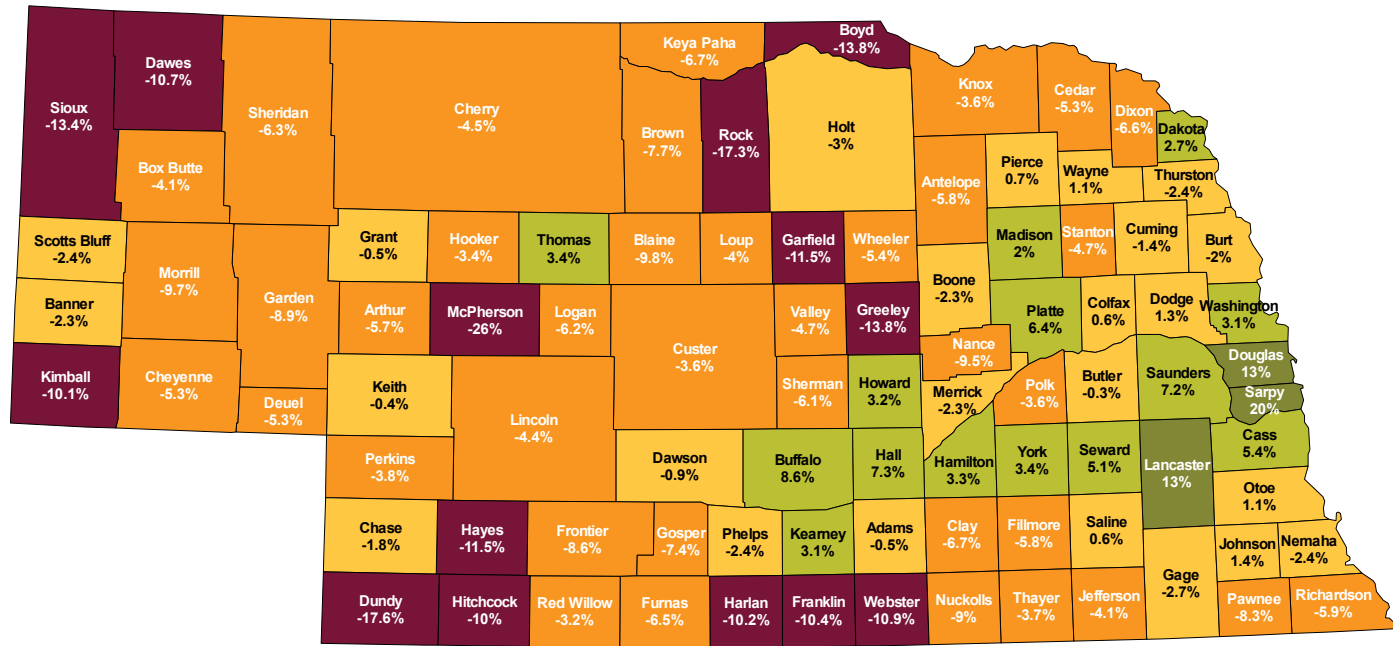 Boyd
-13.8%
Keya Paha
-6.7%
Dawes
-10.7%
Sioux
-13.4%
Sheridan
-6.3%
Cherry
-4.5%
Brown
-7.7%
Rock
-17.3%
Holt
-3%
Knox
-3.6%
Cedar
-5.3%
Dixon
-6.6%
Dakota
2.7%
Box Butte
-4.1%
Antelope
-5.8%
Pierce
0.7%
Wayne
1.1%
Thurston
-2.4%
Scotts Bluff
-2.4%
Morrill
-9.7%
Garden
-8.9%
Grant
-0.5%
Hooker
-3.4%
Thomas
3.4%
Blaine
-9.8%
Loup
-4%
Garfield
-11.5%
Wheeler
-5.4%
Boone
-2.3%
Madison
2%
Stanton
-4.7%
Cuming
-1.4%
Burt
-2%
Banner
-2.3%
Arthur
-5.7%
McPherson
-26%
Logan
-6.2%
Custer
-3.6%
Valley
-4.7%
Greeley
-13.8%
Platte
6.4%
Colfax
0.6%
Dodge
1.3%
Washington
3.1%
Nance
-9.5%
Kimball
-10.1%
Cheyenne
-5.3%
Deuel
-5.3%
Keith
-0.4%
Lincoln
-4.4%
Sherman
-6.1%
Howard
3.2%
Merrick
-2.3%
Polk
-3.6%
Butler
-0.3%
Saunders
7.2%
Douglas
13%
Sarpy
20%
Perkins
-3.8%
Dawson
-0.9%
Buffalo
8.6%
Hall
7.3%
Hamilton
3.3%
York
3.4%
Seward
5.1%
Lancaster
13%
Cass
5.4%
Otoe
1.1%
Chase
-1.8%
Hayes
-11.5%
Frontier
-8.6%
Gosper
-7.4%
Phelps
-2.4%
Kearney
3.1%
Adams
-0.5%
Clay
-6.7%
Fillmore
-5.8%
Saline
0.6%
Gage
-2.7%
Johnson
1.4%
Nemaha
-2.4%
Dundy
-17.6%
Hitchcock
-10%
Red Willow
-3.2%
Furnas
-6.5%
Harlan
-10.2%
Franklin
-10.4%
Webster
-10.9%
Nuckolls
-9%
Thayer
-3.7%
Jefferson
-4.1%
Pawnee
-8.3%
Richardson
-5.9%